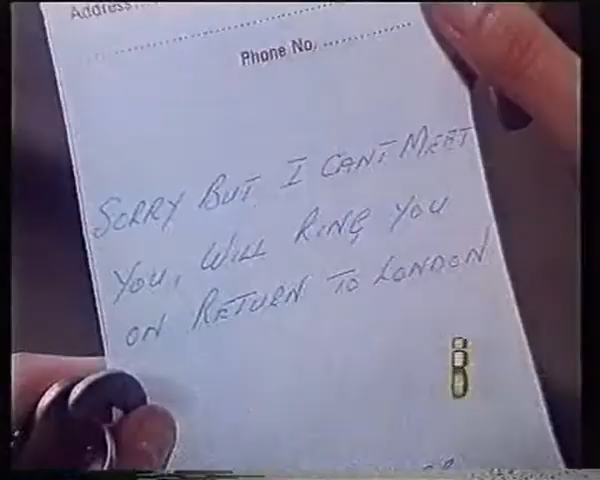 Address..
Phone No. ..................
SORRY BUT I CANT MEET
YOU, WILL RING YOU
ON RETURN TO LONDON